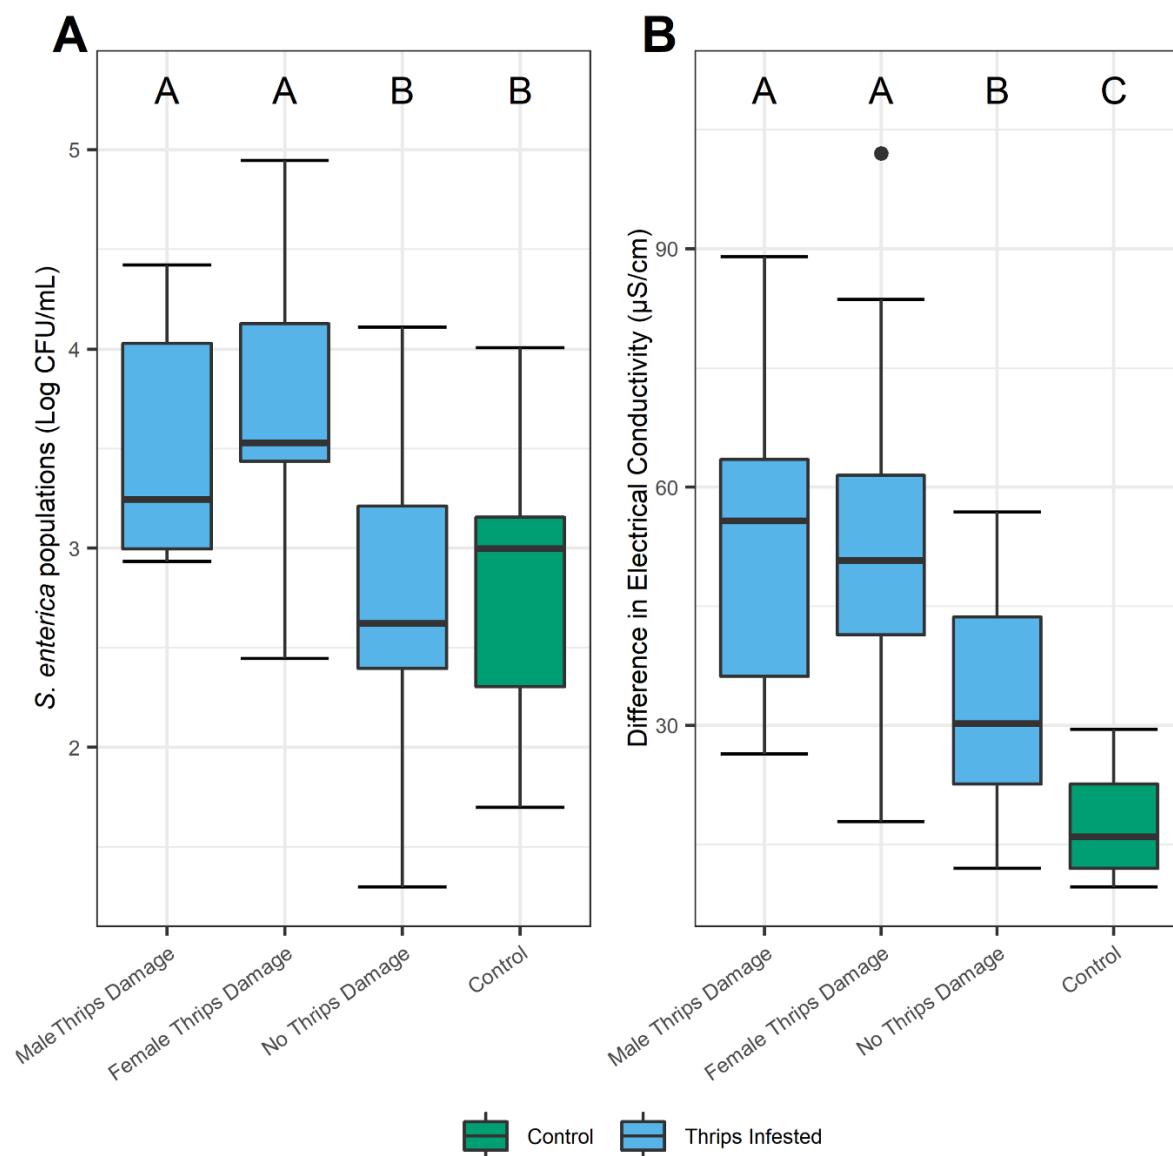 A
B
A A B B
A A B C
S. enterica populations (Log CFU/mL)
5
4
3
2
Male Thrips Damage
Female Thrips Damage
No Thrips Damage
Control
Difference in Electrical Conductivity (µS/cm)
90
60
30
Male Thrips Damage
Female Thrips Damage
No Thrips Damage
Control
Control
Thrips Infested